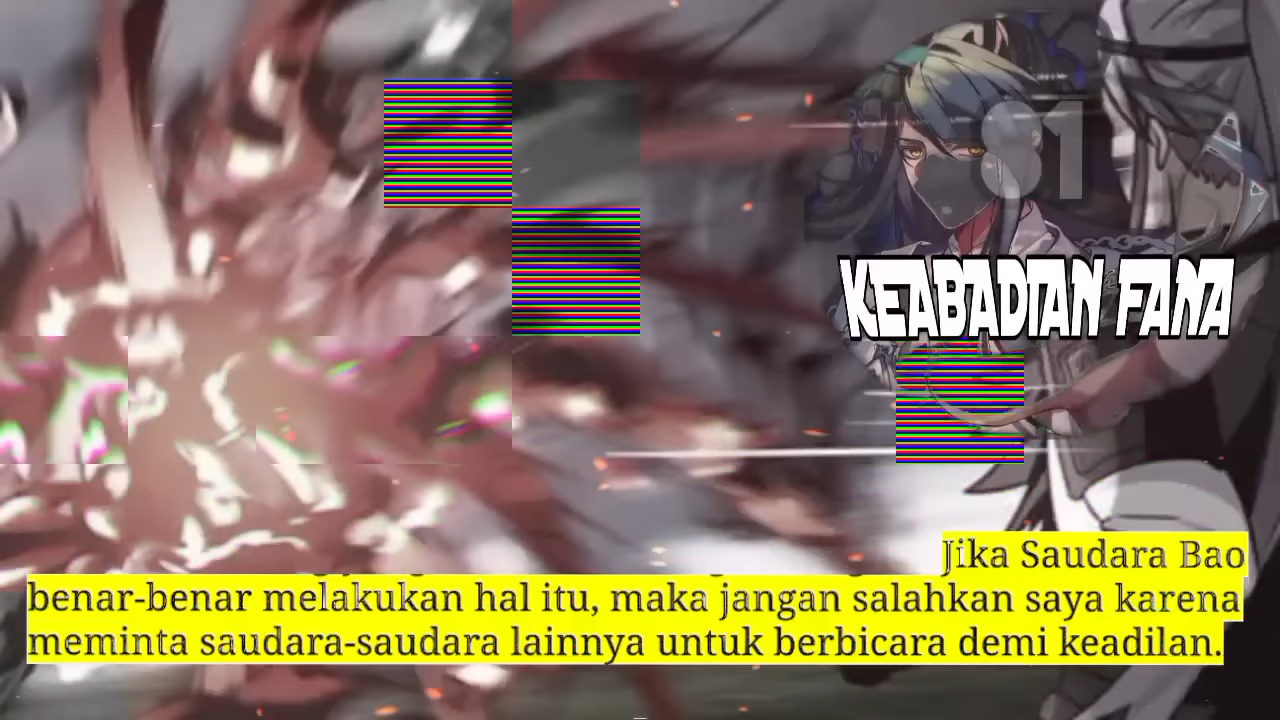 81
KEABADIAN FANA
Jika Saudara Bao
benar-benar melakukan hal itu, maka jangan salahkan saya karena
meminta saudara-saudara lainnya untuk berbicara demi keadilan.